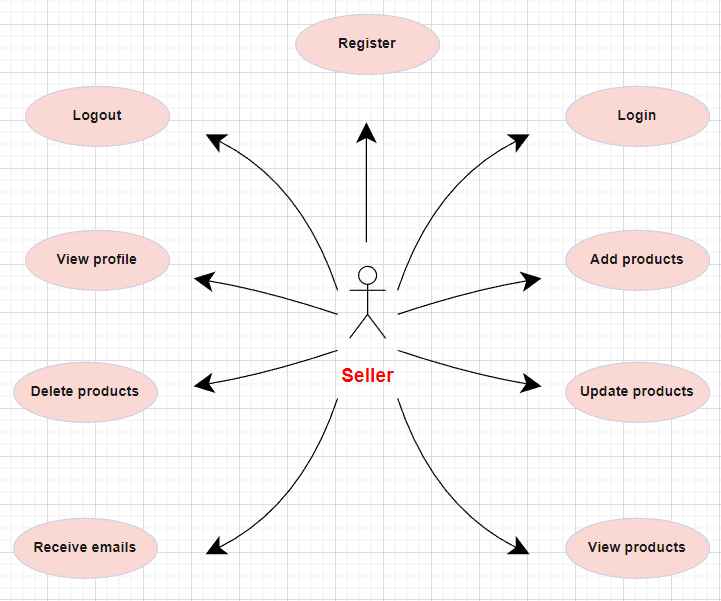 Register
Logout
Login
View profile
Add products
Seller
Delete products
Update products
Receive emails
View products